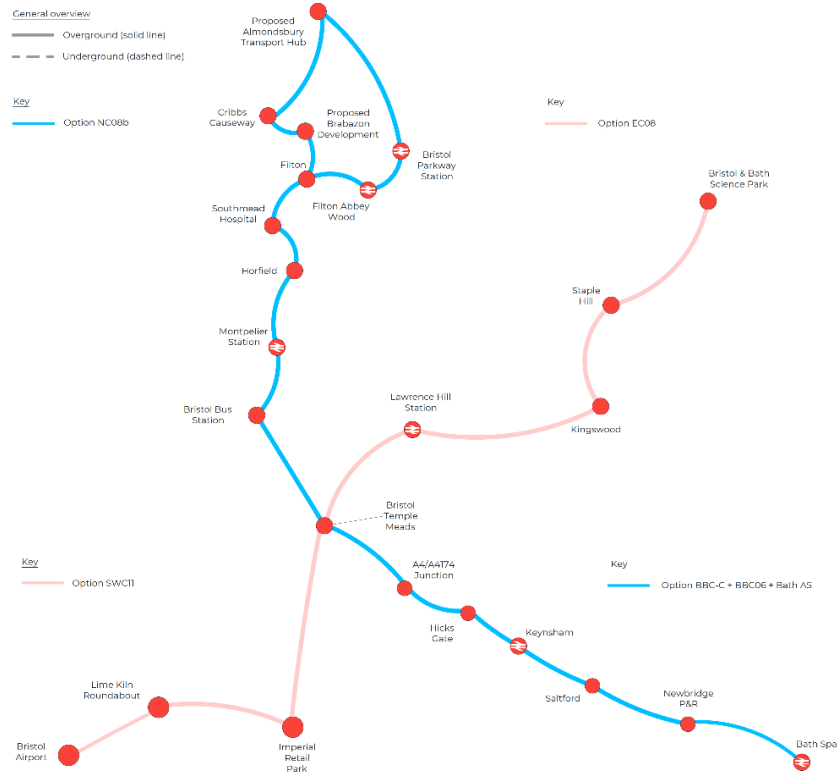 General overview
Overground (solid line)
Underground (dashed line)
Key
Option NC08b
Proposed
Almondsbury
Transport Hub
Cribbs
Causeway
Proposed
Brabazon
Development
Key
Option EC08
Filton
Bristol
Parkway
Station
Bristol & Bath
Science Park
Southmead
Hospital
Filton Abbey
Wood
Horfield
Staple
Hill
Montpelier
Station
Bristol Bus
Station
Lawrence Hill
Station
Kingswood
Bristol
Temple
Meads
Key
Option SWC11
A4/A4174
Junction
Key
Option BBC-C + BBC06 + Bath A5
Hicks
Gate
Keynsham
Lime Kiln
Roundabout
Saltford
Newbridge
P&R
Bristol
Airport
Imperial
Retail
Park
Bath Spa